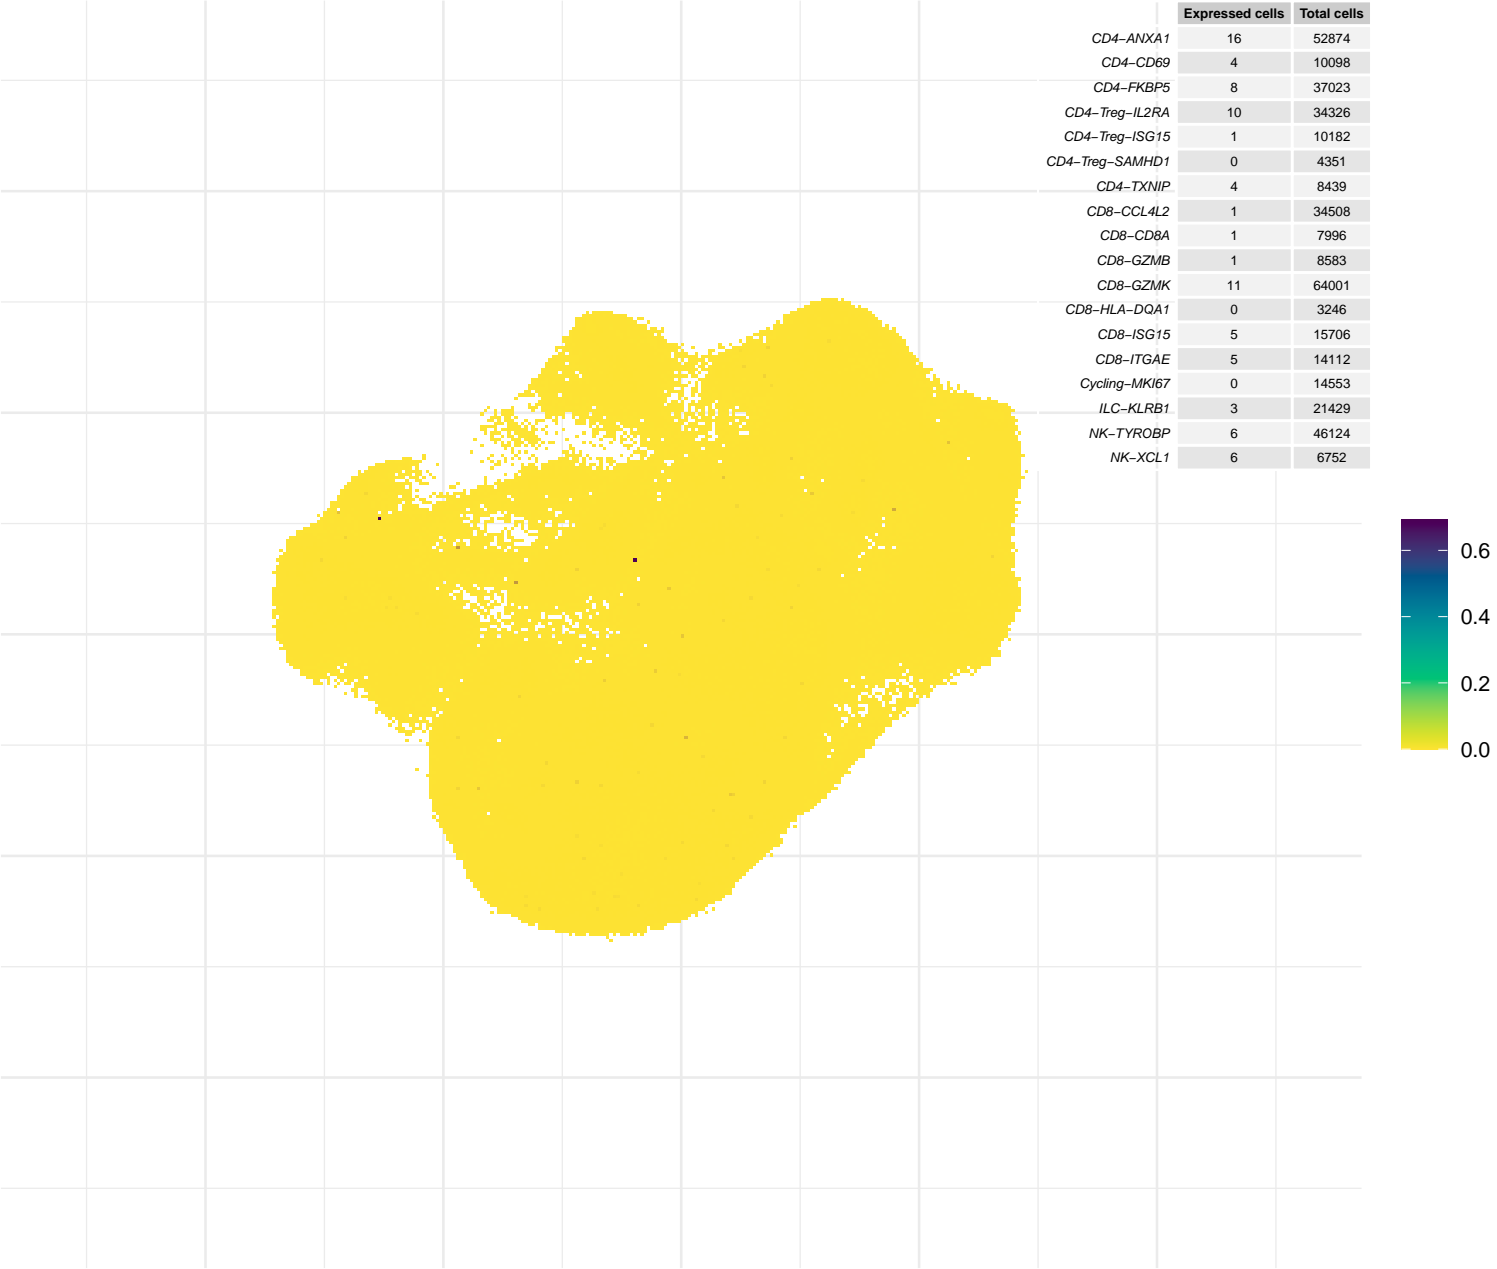 Expressed cells Total cells
CD4−ANXA1 16 52874
CD4−CD69 4 10098
CD4−FKBP5 8 37023
CD4−Treg−IL2RA 10 34326
CD4−Treg−ISG15 1 10182
CD4−Treg−SAMHD1 0 4351
CD4−TXNIP 4 8439
CD8−CCL4L2 1 34508
CD8−CD8A 1 7996
CD8−GZMB 1 8583
CD8−GZMK 11 64001
CD8−HLA−DQA1 0 3246
CD8−ISG15 5 15706
CD8−ITGAE 5 14112
Cycling−MKI67 0 14553
ILC−KLRB1 3 21429
NK−TYROBP 6 46124
NK−XCL1 6 6752
0.6
0.4
0.2
0.0